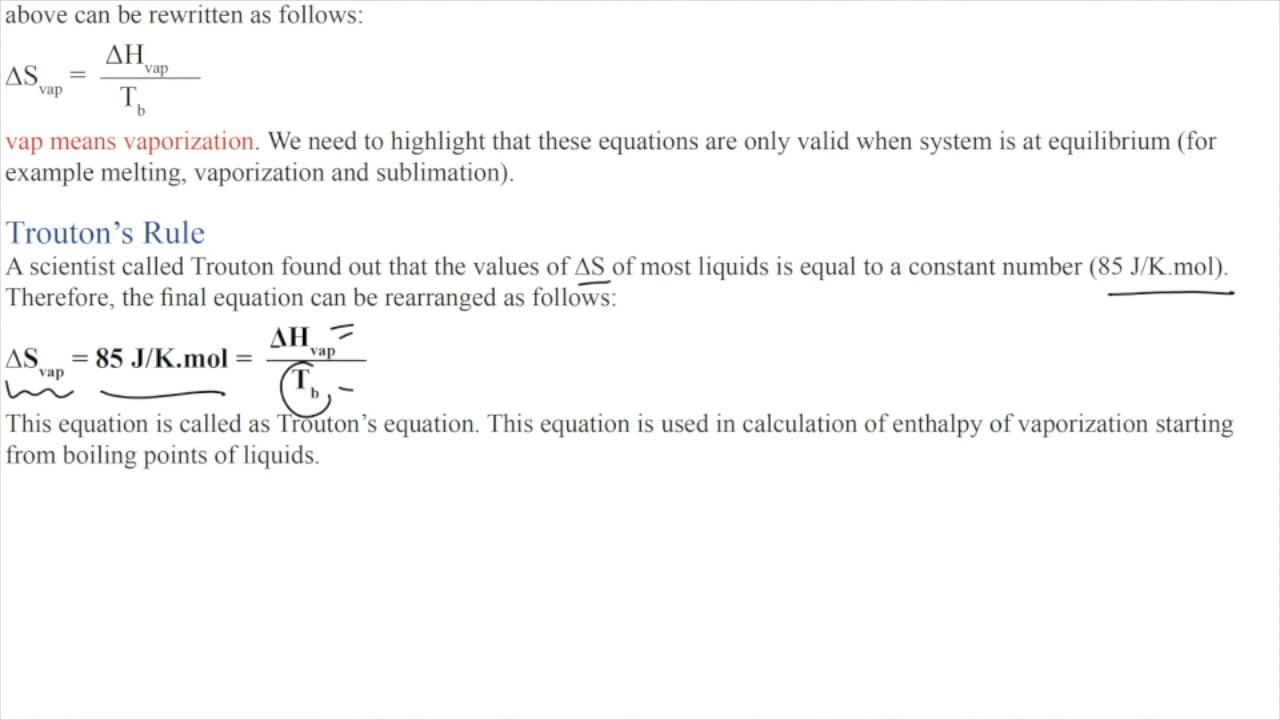 above can be rewritten as follows:
ΔSvap = ΔHvap / Tb
vap means vaporization. We need to highlight that these equations are only valid when system is at equilibrium (for
example melting, vaporization and sublimation).
Trouton’s Rule
A scientist called Trouton found out that the values of ΔS of most liquids is equal to a constant number (85 J/K.mol).
Therefore, the final equation can be rearranged as follows:
ΔSvap = 85 J/K.mol = ΔHvap / Tb
This equation is called as Trouton’s equation. This equation is used in calculation of enthalpy of vaporization starting
from boiling points of liquids.